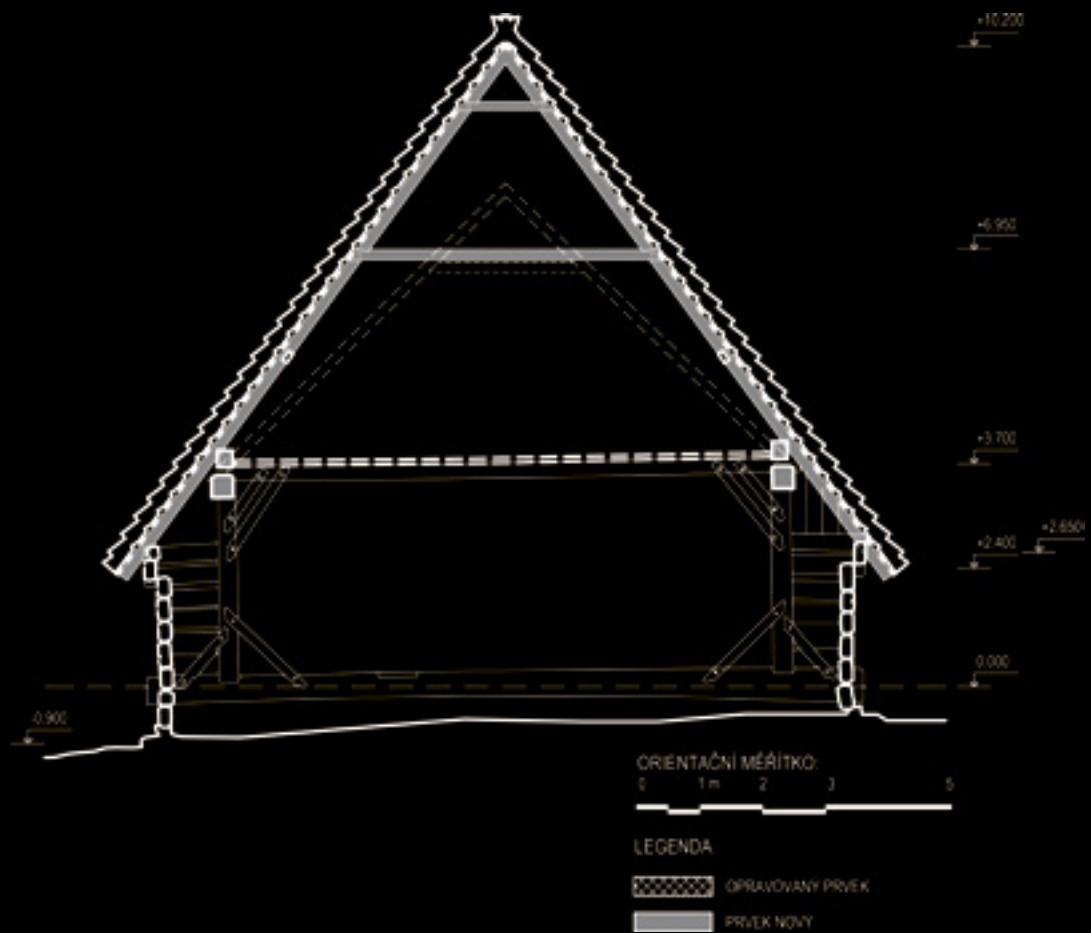 +10.200
+6.950
+3.700
+2.650
+2.400
0.000
-0.900
ORIENTAČNÍ MĚŘÍTKO:
0 1 m 2 3 5
LEGENDA
OPRAVOVANÝ PRVEK
PRVEK NOVÝ